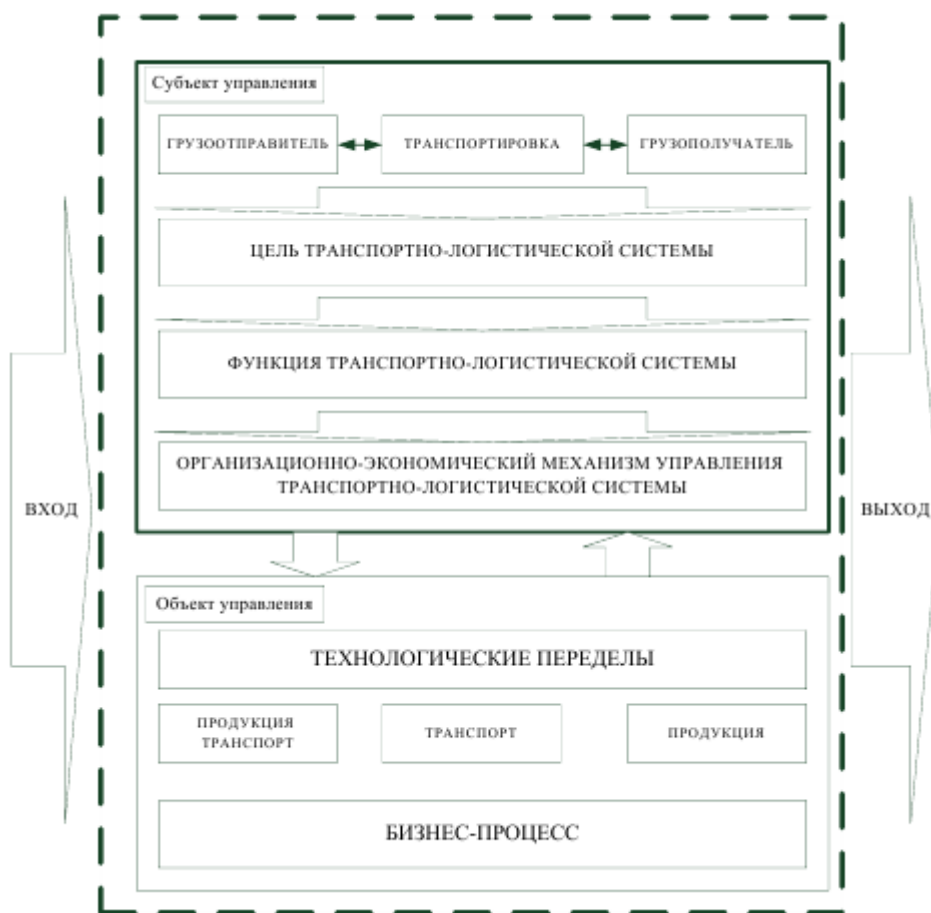 Субъект управления
ГРУЗООТПРАВИТЕЛЬ
ТРАНСПОРТИРОВКА
ГРУЗОПОЛУЧАТЕЛЬ
ЦЕЛЬ ТРАНСПОРТНО-ЛОГИСТИЧЕСКОЙ СИСТЕМЫ
ФУНКЦИЯ ТРАНСПОРТНО-ЛОГИСТИЧЕСКОЙ СИСТЕМЫ
ОРГАНИЗАЦИОННО-ЭКОНОМИЧЕСКИЙ МЕХАНИЗМ УПРАВЛЕНИЯ
ТРАНСПОРТНО-ЛОГИСТИЧЕСКОЙ СИСТЕМЫ
ВХОД
ВЫХОД
Объект управления
ТЕХНОЛОГИЧЕСКИЕ ПЕРЕДЕЛЫ
ПРОДУКЦИЯ
ТРАНСПОРТ
ТРАНСПОРТ
ПРОДУКЦИЯ
БИЗНЕС-ПРОЦЕСС